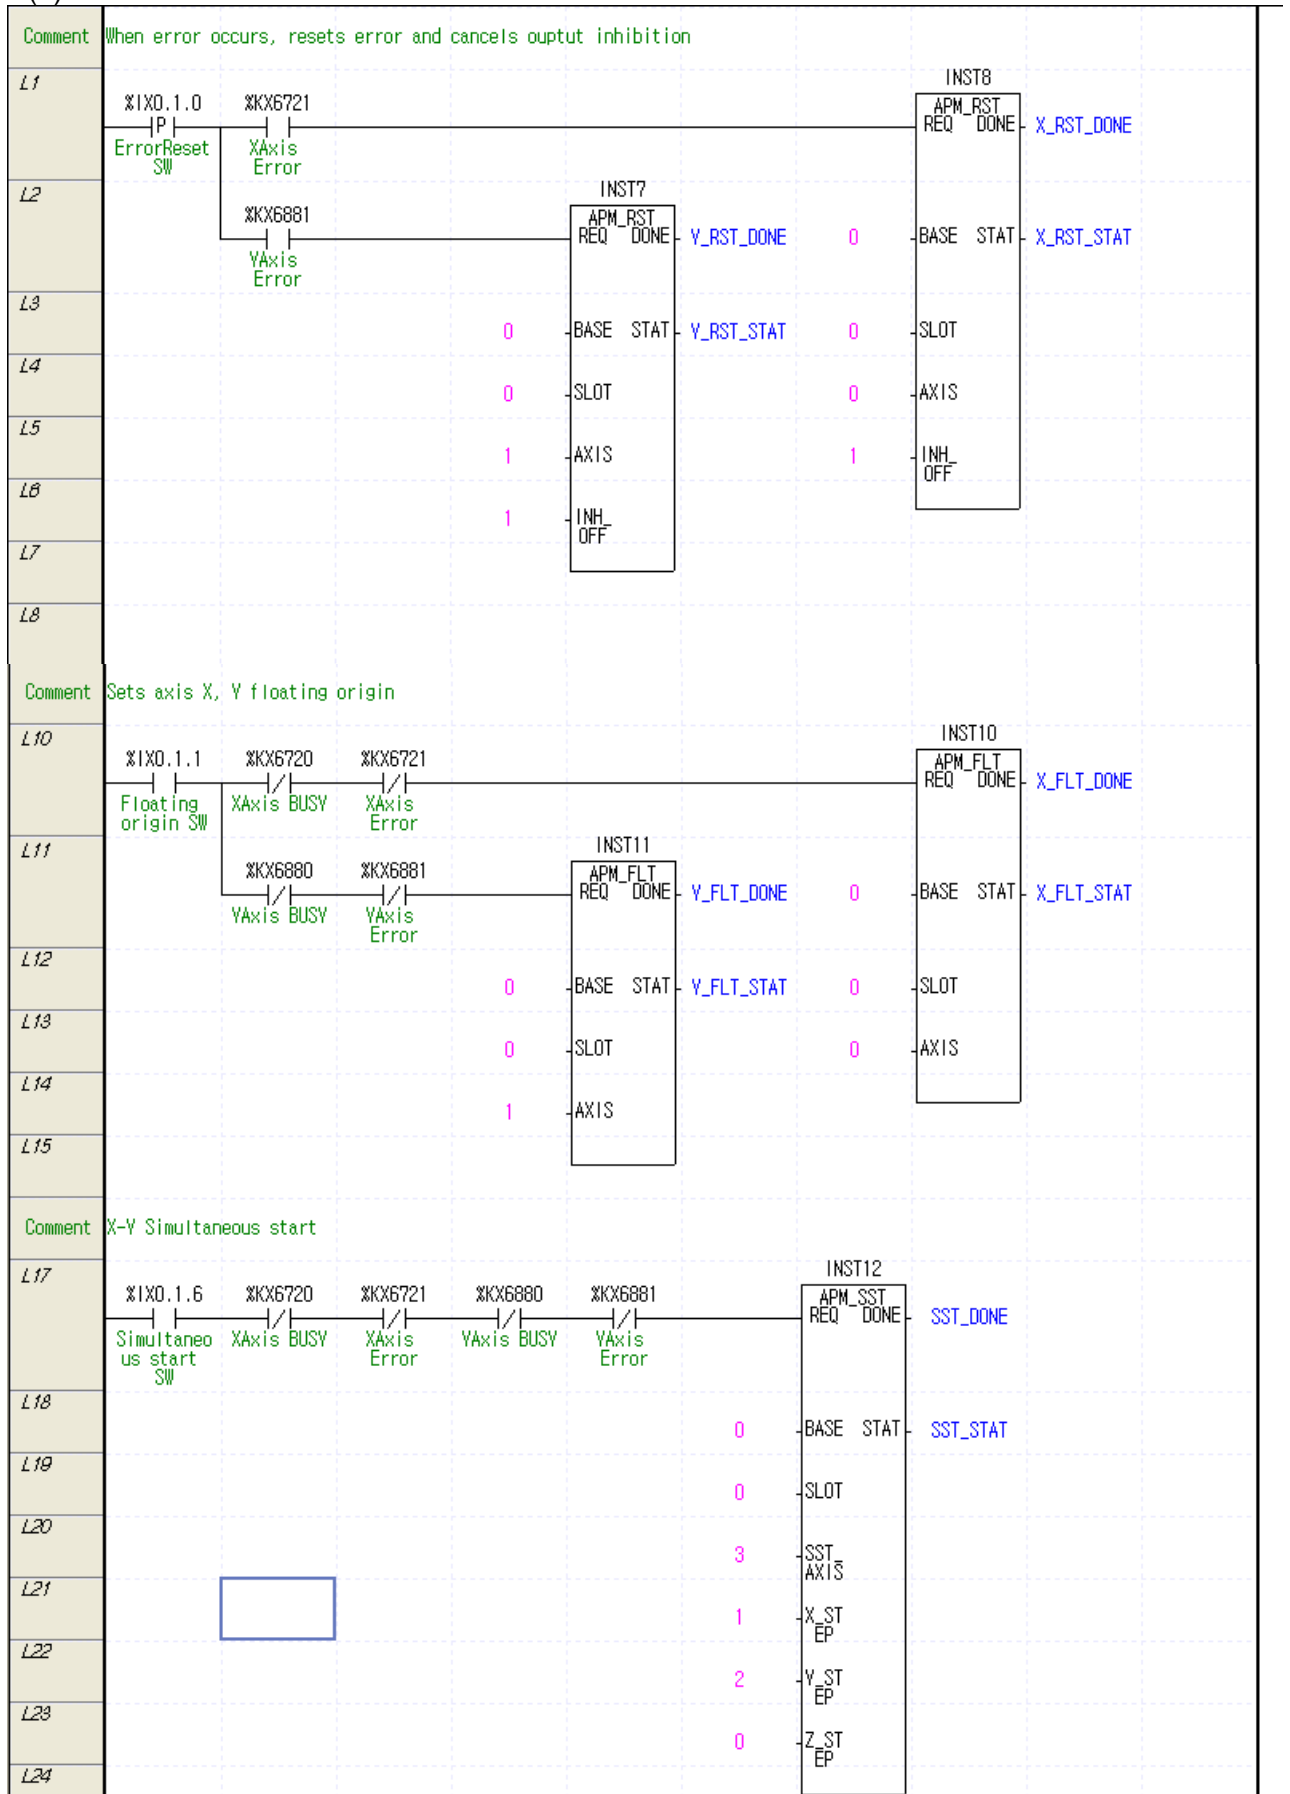 Comment When error occurs, resets error and cancels ouptut inhibition
L1
INST8
%IX0.1.0 %KX6721 APM_RST
P REQ DONE X_RST_DONE
ErrorReset SW XAxis Error
L2
INST7
%KX6881 APM_RST
REQ DONE Y_RST_DONE 0 BASE STAT X_RST_STAT
YAxis Error
L3
0 BASE STAT Y_RST_STAT 0 SLOT
L4
0 SLOT 0 AXIS
L5
1 AXIS 1 INH_OFF
L6
1 INH_OFF
L7
L8
Comment Sets axis X, Y floating origin
L10
INST10
%IX0.1.1 %KX6720 %KX6721 APM_FLT
REQ DONE X_FLT_DONE
Floating origin SW XAxis BUSY XAxis Error
L11
INST11
%KX6880 %KX6881 APM_FLT
REQ DONE Y_FLT_DONE 0 BASE STAT X_FLT_STAT
YAxis BUSY YAxis Error
L12
0 BASE STAT Y_FLT_STAT 0 SLOT
L13
0 SLOT 0 AXIS
L14
1 AXIS
L15
Comment X-Y Simultaneous start
L17
INST12
%IX0.1.6 %KX6720 %KX6721 %KX6880 %KX6881 APM_SST
REQ DONE SST_DONE
Simultaneo us start SW XAxis BUSY XAxis Error YAxis BUSY YAxis Error
L18
0 BASE STAT SST_STAT
L19
0 SLOT
L20
3 SST_AXIS
L21
1 X_STEP
L22
2 Y_STEP
L23
0 Z_STEP
L24